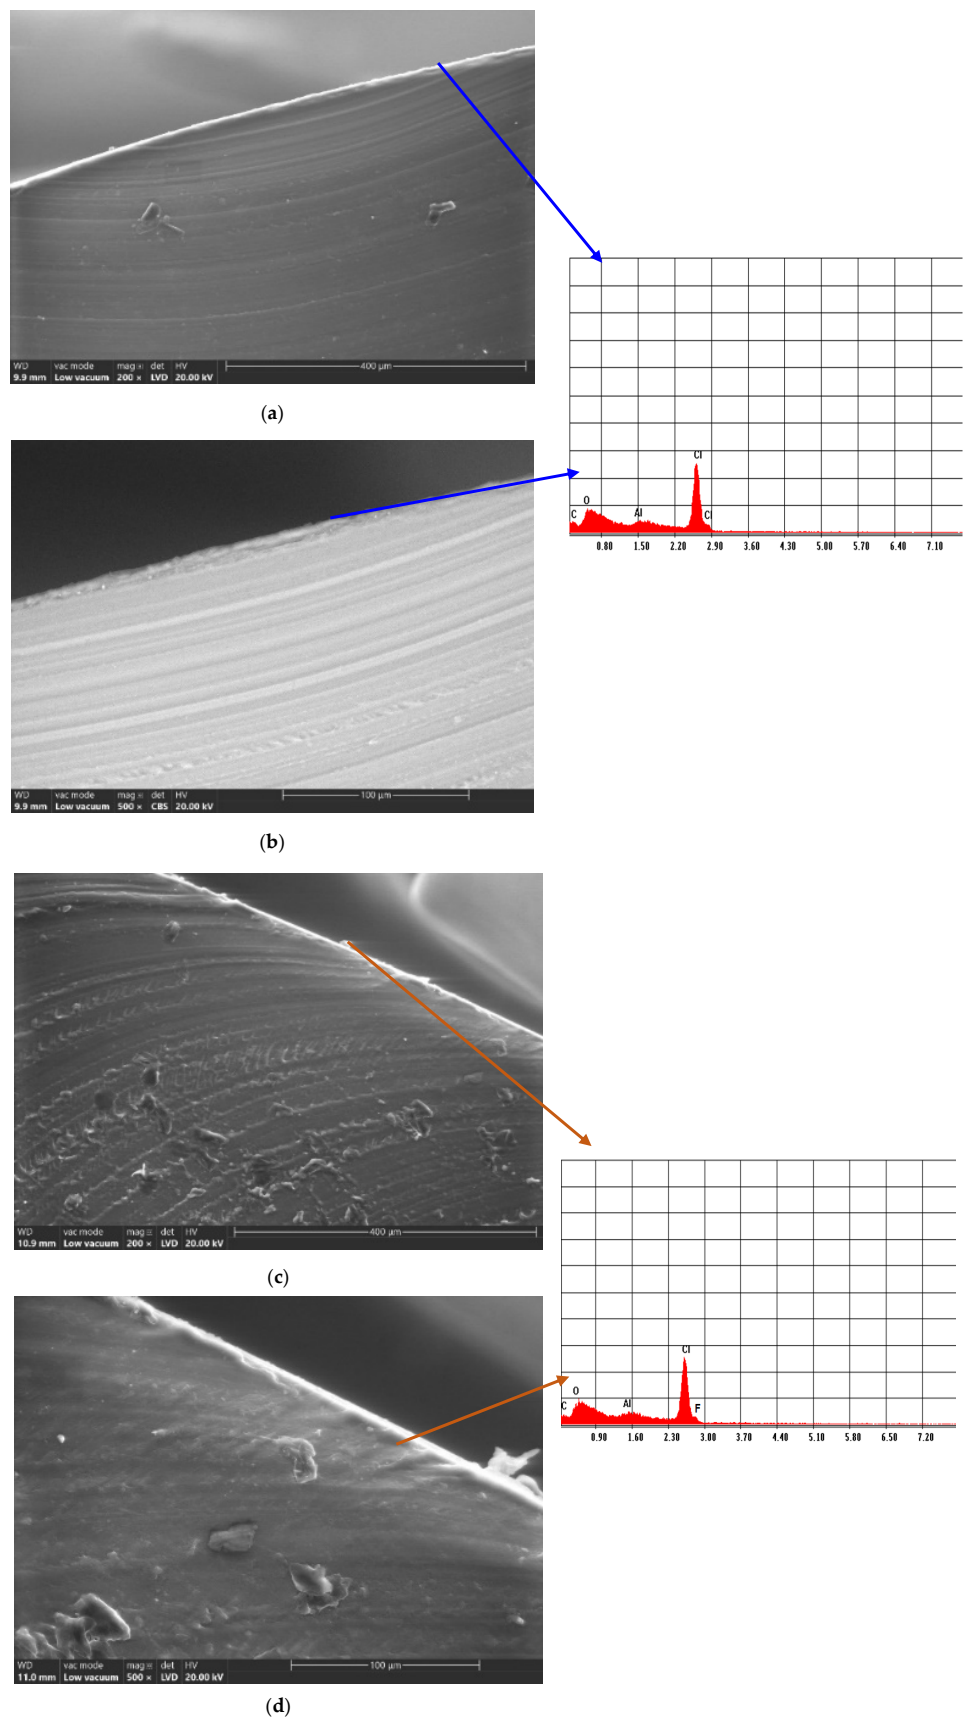 WD vac mode mag det HV
9.9 mm Low vacuum 200 × LVD 20.00 kV
400 µm
(a)
Cl
O
C
Al
Cl
0.80 1.50 2.20 2.90 3.60 4.30 5.00 5.70 6.40 7.10
WD vac mode mag det HV
9.9 mm Low vacuum 500 × CBS 20.00 kV
100 µm
(b)
WD vac mode mag det HV
10.9 mm Low vacuum 200 × LVD 20.00 kV
400 µm
(c)
Cl
O
C
Al
F
0.90 1.60 2.30 3.00 3.70 4.40 5.10 5.80 6.50 7.20
WD vac mode mag det HV
11.0 mm Low vacuum 500 × LVD 20.00 kV
100 µm
(d)